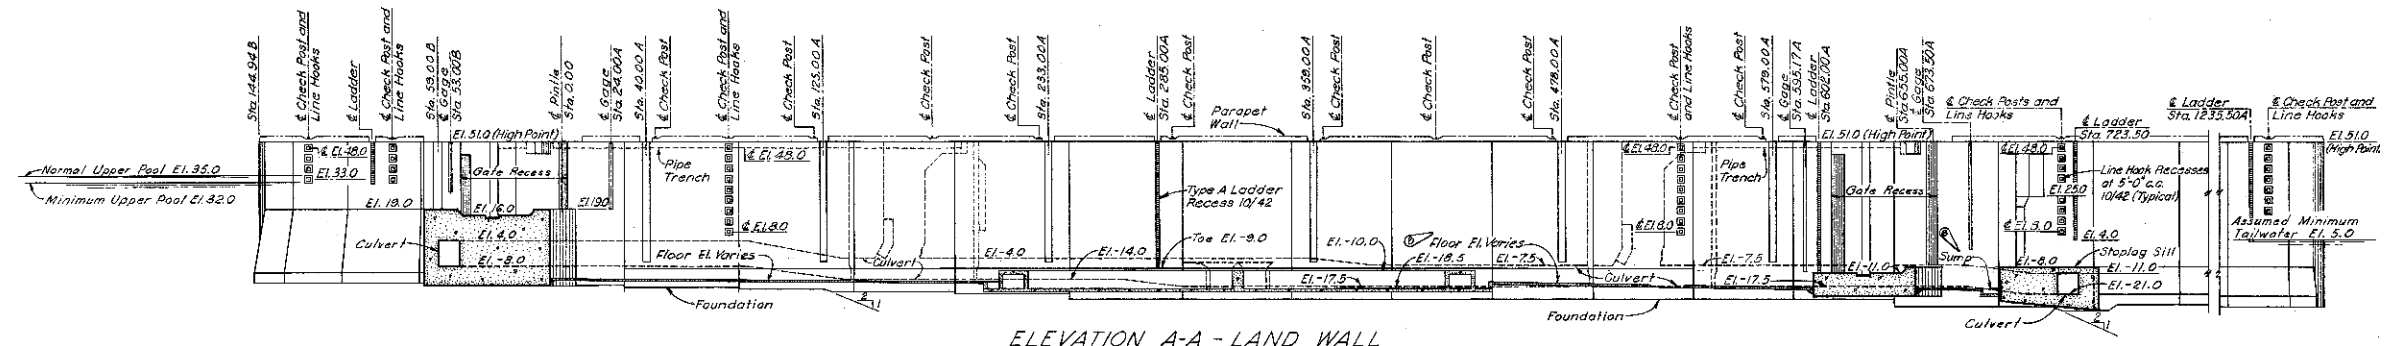 Sta. 144.94 B
℄ Check Post and
Line Hooks
℄ Ladder
℄ Check Post and
Line Hooks
Sta. 59.00 B
℄ Gage
Sta. 53.00B
℄ Pintle
Sta. 0.00
℄ Gage
Sta. 24.00A
Sta. 40.00 A
℄ Check Post
℄ Check Post and
Line Hooks
℄ Check Post
Sta. 125.00 A
℄ Check Post
℄ Check Post
Sta. 233.00 A
℄ Ladder
Sta. 285.00A
℄ Check Post
Sta. 359.00 A
℄ Check Post
℄ Check Post
℄ Check Post
Sta. 478.00 A
℄ Check Post
and Line Hooks
℄ Check Post
Sta. 579.00 A
℄ Gage
Sta. 595.17 A
℄ Ladder
Sta. 602.00 A
℄ Pintle
Sta. 655.00A
℄ Gage
Sta. 673.50A
℄ Check Posts and
Line Hooks
℄ Ladder
Sta. 723.50
℄ Ladder
Sta. 1235.50A
℄ Check Post and
Line Hooks
El. 51.0
(High Point)
El. 51.0 (High Point)
Parapet
Wall
El. 51.0 (High Point)
℄ El. 48.0
El. 33.0
Normal Upper Pool El. 35.0
Minimum Upper Pool El. 32.0
Gate Recess
Pipe
Trench
℄ El. 48.0
℄ El. 8.0
Type A Ladder
Recess 10/42
℄ El. 48.0
℄ El. 8.0
Pipe
Trench
Gate Recess
℄ El. 48.0
Line Hook Recesses
at 5'-0" c.c.
10/42 (Typical)
El. 25.0
℄ El. 5.0
El. 4.0
Assumed Minimum
Tailwater El. 5.0
El. 19.0
El. 16.0
El. 19.0
El. 4.0
Culvert
El. -8.0
Floor El. Varies
Culvert
El. -4.0
El. -14.0
Toe El. -9.0
El. -10.0
Floor El. Varies
El. -17.5
El. -18.5
El. -7.5
Culvert
El. -7.5
El. -17.5
El. -11.0
Sump
El. -8.0
Stoplog Sill
El. -11.0
El. -21.0
Foundation
2
1
Foundation
Culvert
2
1
ELEVATION A-A - LAND WALL